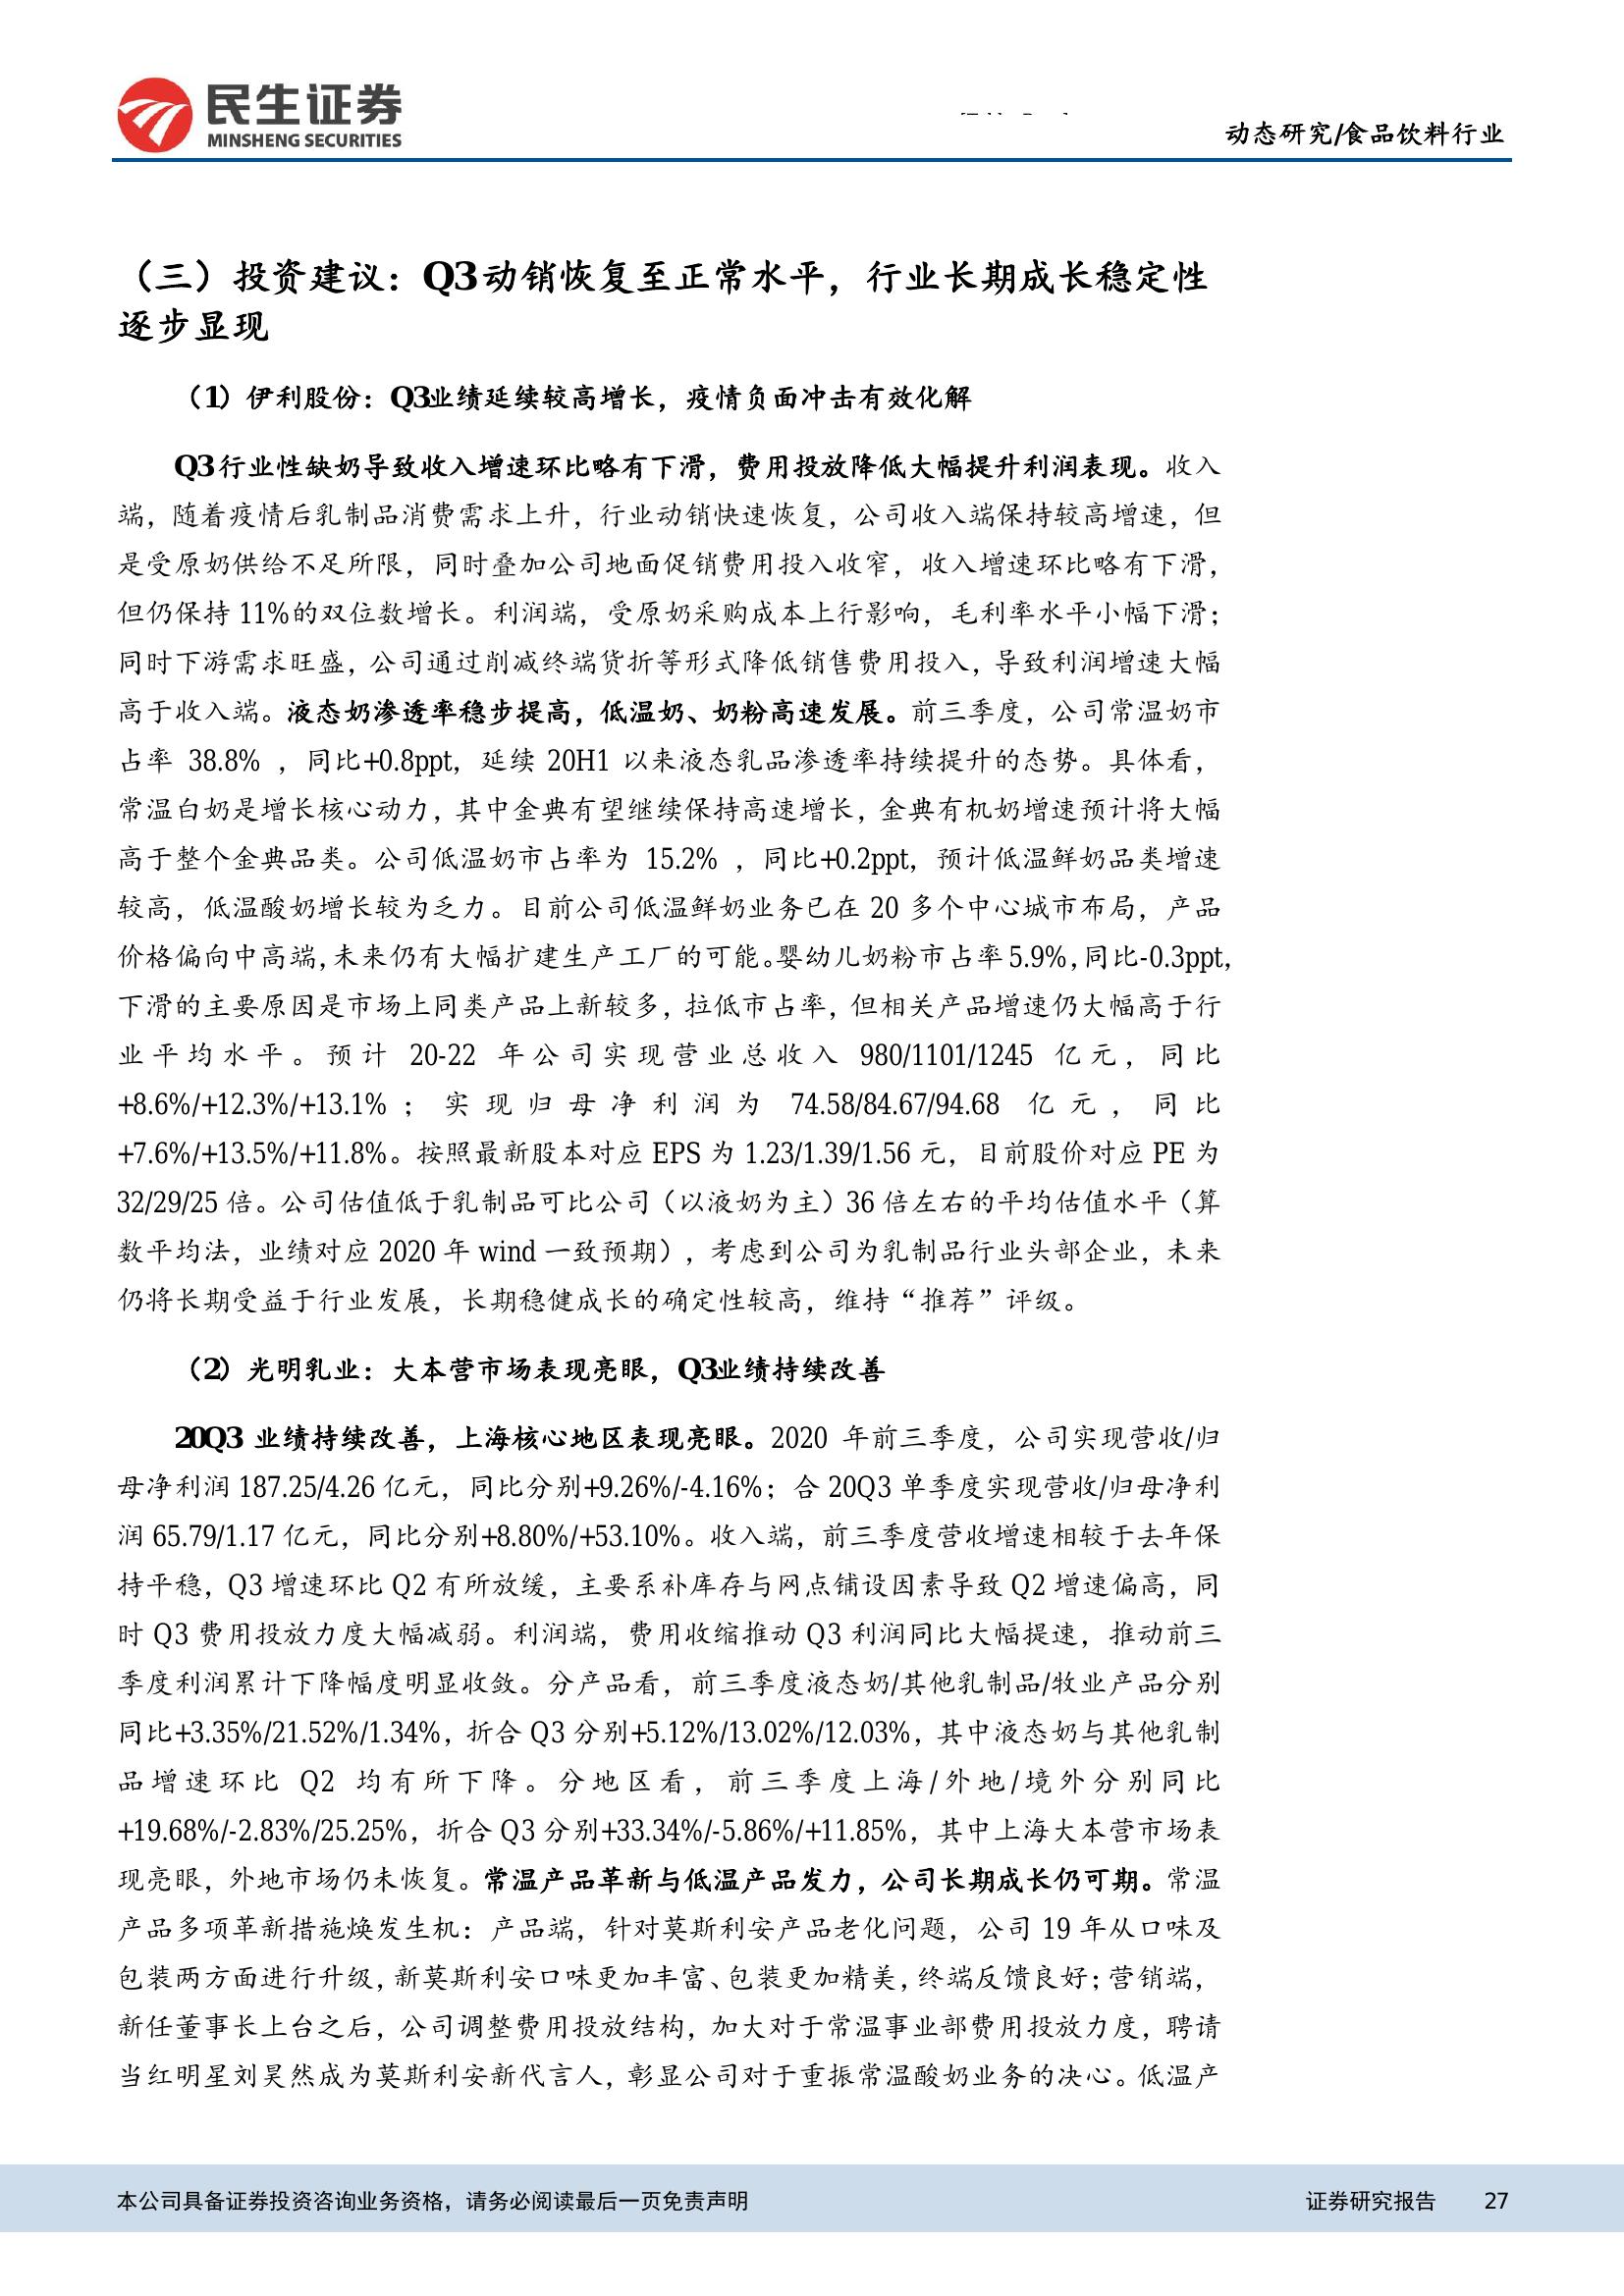 民生证券
MINSHENG SECURITIES
动态研究/食品饮料行业
（三）投资建议：Q3动销恢复至正常水平，行业长期成长稳定性
逐步显现
（1）伊利股份：Q3业绩延续较高增长，疫情负面冲击有效化解
Q3行业性缺奶导致收入增速环比略有下滑，费用投放降低大幅提升利润表现。收入
端，随着疫情后乳制品消费需求上升，行业动销快速恢复，公司收入端保持较高增速，但
是受原奶供给不足所限，同时叠加公司地面促销费用投入收窄，收入增速环比略有下滑，
但仍保持 11%的双位数增长。利润端，受原奶采购成本上行影响，毛利率水平小幅下滑；
同时下游需求旺盛，公司通过削减终端货折等形式降低销售费用投入，导致利润增速大幅
高于收入端。液态奶渗透率稳步提高，低温奶、奶粉高速发展。前三季度，公司常温奶市
占率 38.8% ，同比+0.8ppt，延续 20H1 以来液态乳品渗透率持续提升的态势。具体看，
常温白奶是增长核心动力，其中金典有望继续保持高速增长，金典有机奶增速预计将大幅
高于整个金典品类。公司低温奶市占率为 15.2% ，同比+0.2ppt，预计低温鲜奶品类增速
较高，低温酸奶增长较为乏力。目前公司低温鲜奶业务已在 20 多个中心城市布局，产品
价格偏向中高端，未来仍有大幅扩建生产工厂的可能。婴幼儿奶粉市占率 5.9%，同比-0.3ppt，
下滑的主要原因是市场上同类产品上新较多，拉低市占率，但相关产品增速仍大幅高于行
业平均水平。预计 20-22 年公司实现营业总收入 980/1101/1245 亿元，同比
+8.6%/+12.3%/+13.1%；实现归母净利润为 74.58/84.67/94.68 亿元，同比
+7.6%/+13.5%/+11.8%。按照最新股本对应 EPS 为 1.23/1.39/1.56 元，目前股价对应 PE 为
32/29/25 倍。公司估值低于乳制品可比公司（以液奶为主）36 倍左右的平均估值水平（算
数平均法，业绩对应 2020 年 wind 一致预期），考虑到公司为乳制品行业头部企业，未来
仍将长期受益于行业发展，长期稳健成长的确定性较高，维持“推荐”评级。
（2）光明乳业：大本营市场表现亮眼，Q3业绩持续改善
20Q3 业绩持续改善，上海核心地区表现亮眼。2020 年前三季度，公司实现营收/归
母净利润 187.25/4.26 亿元，同比分别+9.26%/-4.16%；合 20Q3 单季度实现营收/归母净利
润 65.79/1.17 亿元，同比分别+8.80%/+53.10%。收入端，前三季度营收增速相较于去年保
持平稳，Q3 增速环比 Q2 有所放缓，主要系补库存与网点铺设因素导致 Q2 增速偏高，同
时 Q3 费用投放力度大幅减弱。利润端，费用收缩推动 Q3 利润同比大幅提速，推动前三
季度利润累计下降幅度明显收敛。分产品看，前三季度液态奶/其他乳制品/牧业产品分别
同比+3.35%/21.52%/1.34%，折合 Q3 分别+5.12%/13.02%/12.03%，其中液态奶与其他乳制
品增速环比 Q2 均有所下降。分地区看，前三季度上海/外地/境外分别同比
+19.68%/-2.83%/25.25%，折合 Q3 分别+33.34%/-5.86%/+11.85%，其中上海大本营市场表
现亮眼，外地市场仍未恢复。常温产品革新与低温产品发力，公司长期成长仍可期。常温
产品多项革新措施焕发生机：产品端，针对莫斯利安产品老化问题，公司 19 年从口味及
包装两方面进行升级，新莫斯利安口味更加丰富、包装更加精美，终端反馈良好；营销端，
新任董事长上台之后，公司调整费用投放结构，加大对于常温事业部费用投放力度，聘请
当红明星刘昊然成为莫斯利安新代言人，彰显公司对于重振常温酸奶业务的决心。低温产
本公司具备证券投资咨询业务资格，请务必阅读最后一页免责声明
证券研究报告 27